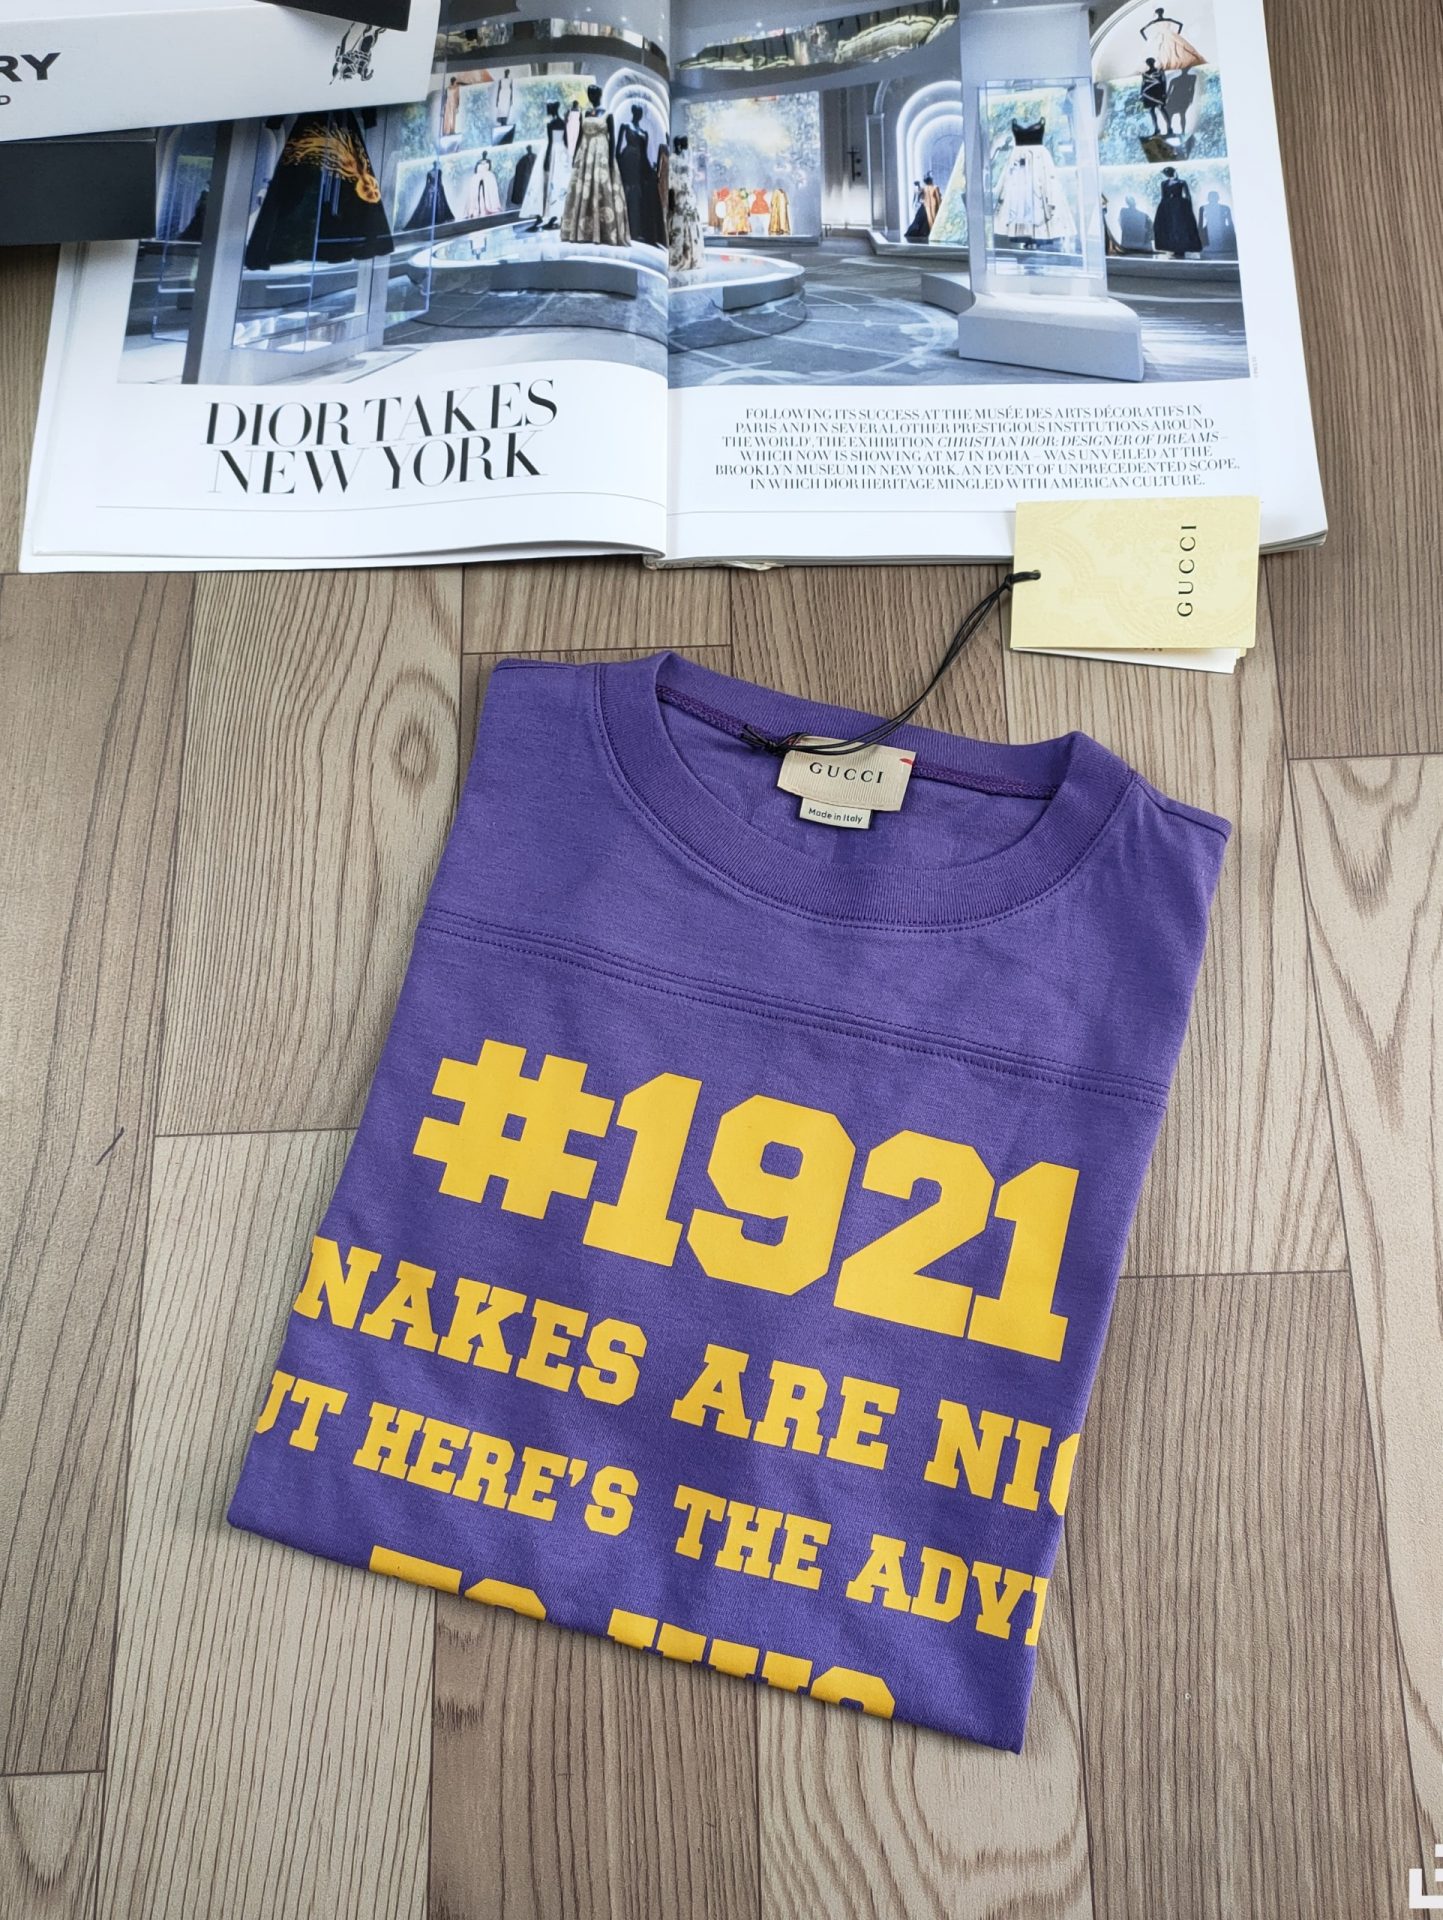 RY
D
DIOR TAKES
NEW YORK
FOLLOWING ITS SUCCESS AT THE MUSÉE DES ARTS DÉCORATIFS IN
PARIS AND IN SEVERAL OTHER PRESTIGIOUS INSTITUTIONS AROUND
THE WORLD, THE EXHIBITION CHRISTIAN DIOR: DESIGNER OF DREAMS –
WHICH NOW IS SHOWING AT M7 IN DOHA – WAS UNVEILED AT THE
BROOKLYN MUSEUM IN NEW YORK. AN EVENT OF UNPRECEDENTED SCOPE,
IN WHICH DIOR HERITAGE MINGLED WITH AMERICAN CULTURE.
GUCCI
GUCCI
Made in Italy
#1921
NAKES ARE NIC
UT HERE'S THE ADVI